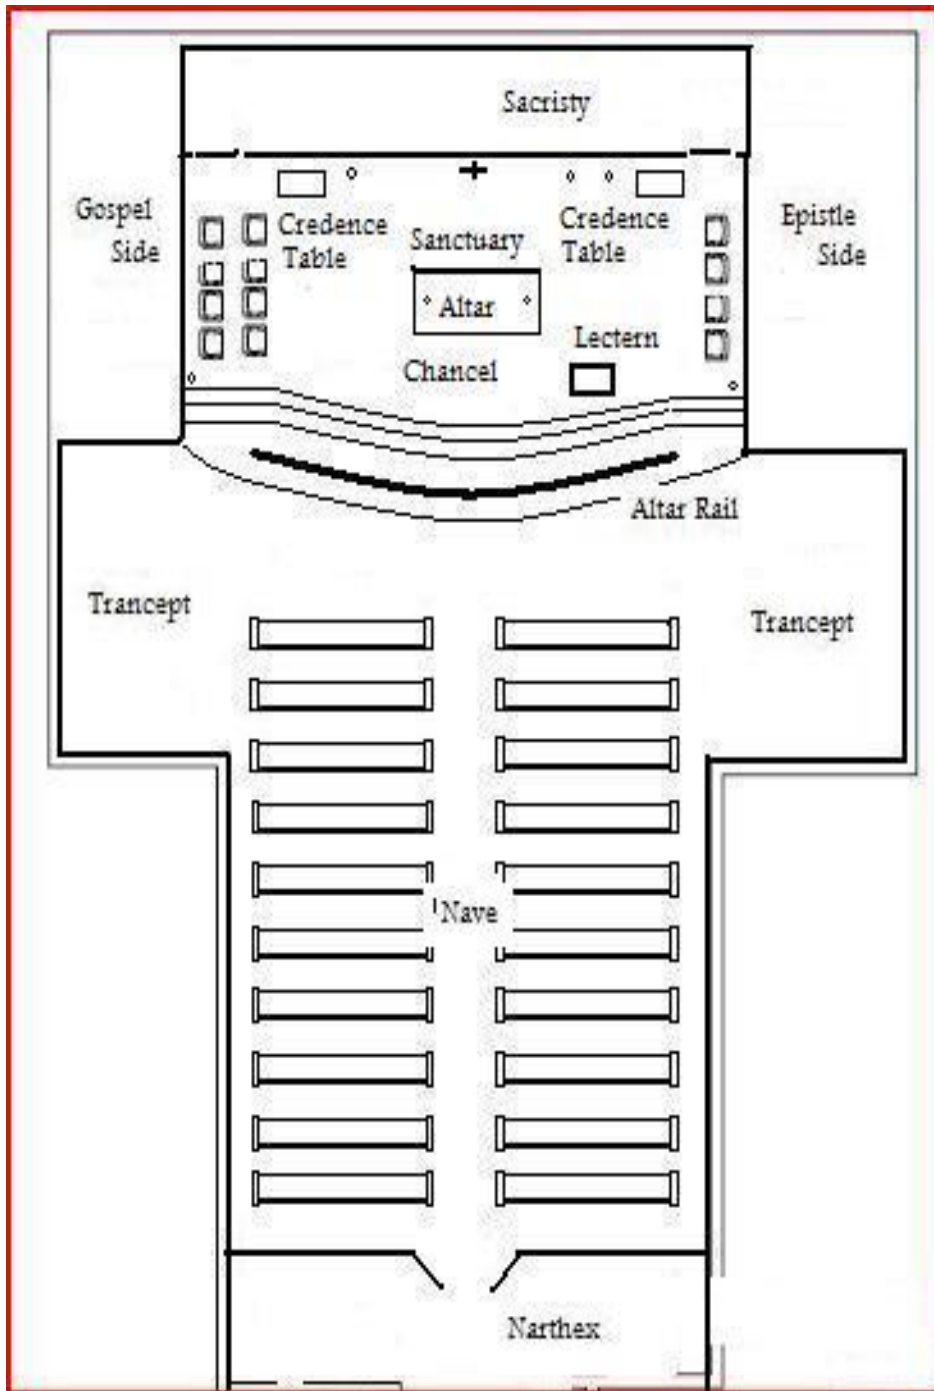 Sacristy
Gospel
Side
Credence
Table
Sanctuary
Credence
Table
Epistle
Side
Altar
Lectern
Chancel
Altar Rail
Trancept
Trancept
Nave
Narthex